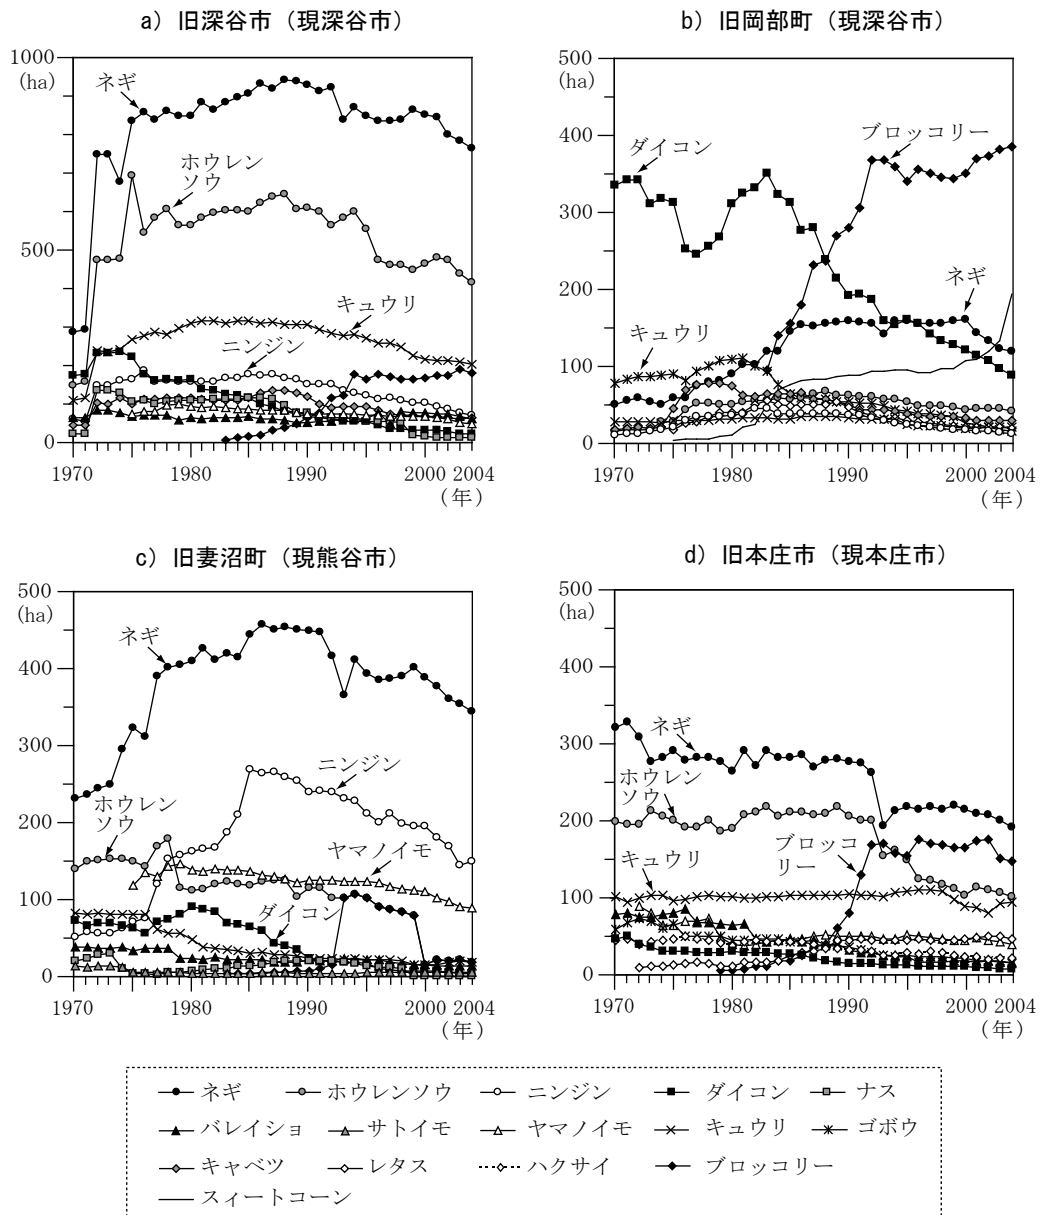 a) 旧深谷市（現深谷市）
1000
(ha)
500
0
1970
1980
1990
2000
2004
（年）
ネギ
ホウレン
ソウ
キュウリ
ニンジン
b) 旧岡部町（現深谷市）
500
(ha)
400
300
200
100
0
1970
1980
1990
2000
2004
（年）
ダイコン
ブロッコリー
ネギ
キュウリ
c) 旧妻沼町（現熊谷市）
500
(ha)
400
300
200
100
0
1970
1980
1990
2000
2004
（年）
ネギ
ニンジン
ホウレン
ソウ
ヤマノイモ
ダイコン
d) 旧本庄市（現本庄市）
500
(ha)
400
300
200
100
0
1970
1980
1990
2000
2004
（年）
ネギ
ホウレン
ソウ
ブロッコ
リー
キュウリ
ネギ ホウレンソウ ニンジン ダイコン ナス
バレイショ サトイモ ヤマノイモ キュウリ ゴボウ
キャベツ レタス ハクサイ ブロッコリー
スィートコーン